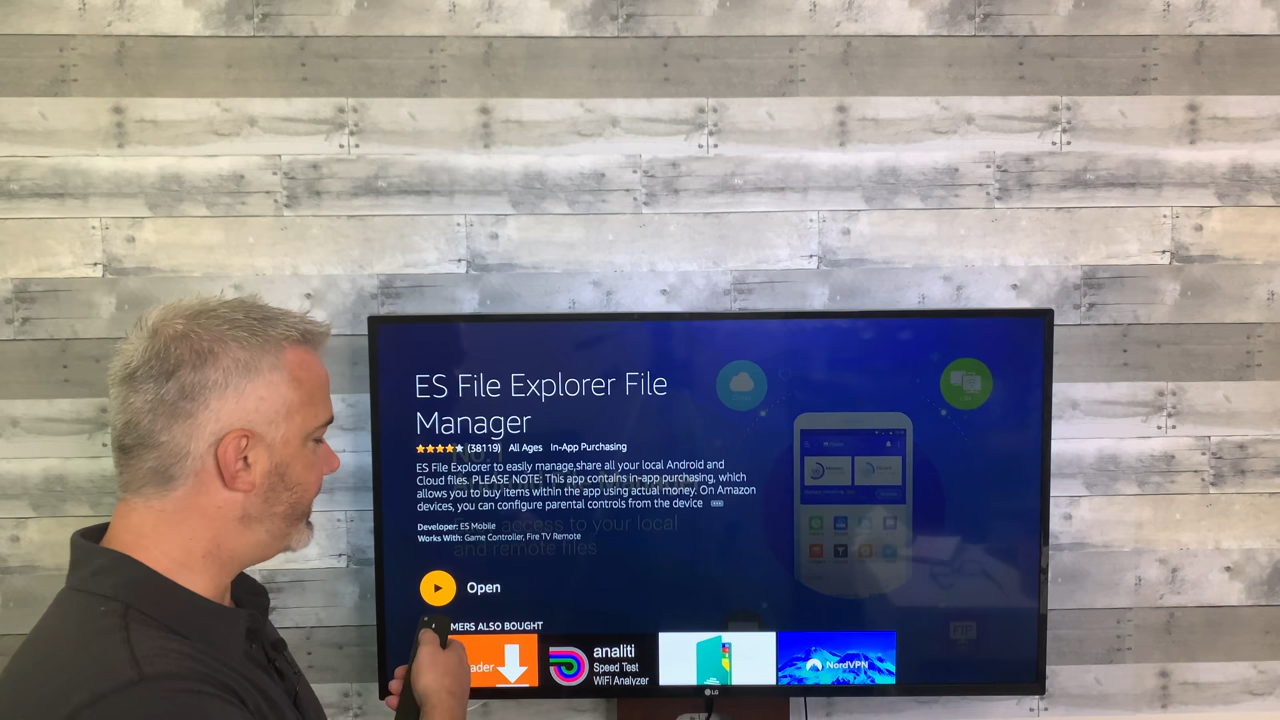 ES File Explorer File
Manager
(38119) All Ages In-App Purchasing
ES File Explorer to easily manage,share all your local Android and
Cloud files. PLEASE NOTE: This app contains in-app purchasing, which
allows you to buy items within the app using actual money. On Amazon
devices, you can configure parental controls from the device
access to your local
and remote files
Developer: ES Mobile
Works With: Game Controller, Fire TV Remote
Open
MERS ALSO BOUGHT
ader
analiti
Speed Test
WiFi Analyzer
NordVPN
FTP
LG